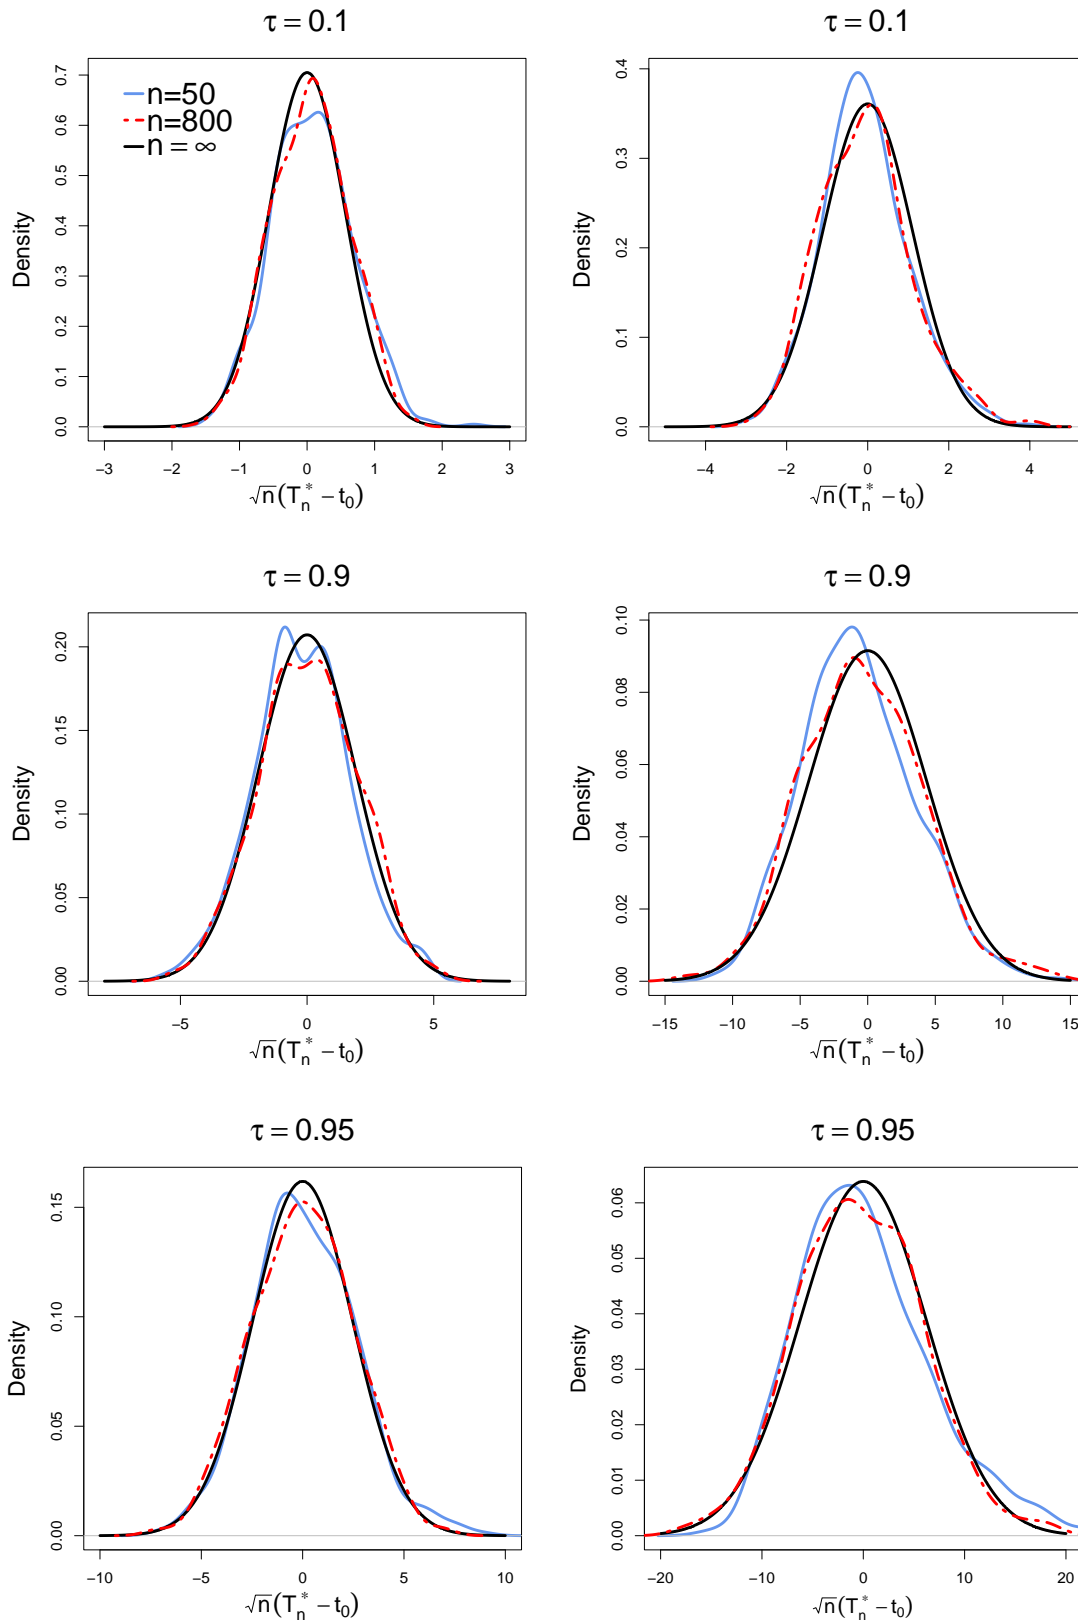 τ = 0.1
Density
0.0 0.1 0.2 0.3 0.4 0.5 0.6 0.7
n=50
n=800
n = ∞
−3 −2 −1 0 1 2 3
√n(T*n − t0)
τ = 0.1
Density
0.0 0.1 0.2 0.3 0.4
−4 −2 0 2 4
√n(T*n − t0)
τ = 0.9
Density
0.00 0.05 0.10 0.15 0.20
−5 0 5
√n(T*n − t0)
τ = 0.9
Density
0.00 0.02 0.04 0.06 0.08 0.10
−15 −10 −5 0 5 10 15
√n(T*n − t0)
τ = 0.95
Density
0.00 0.05 0.10 0.15
−10 −5 0 5 10
√n(T*n − t0)
τ = 0.95
Density
0.00 0.01 0.02 0.03 0.04 0.05 0.06
−20 −10 0 10 20
√n(T*n − t0)